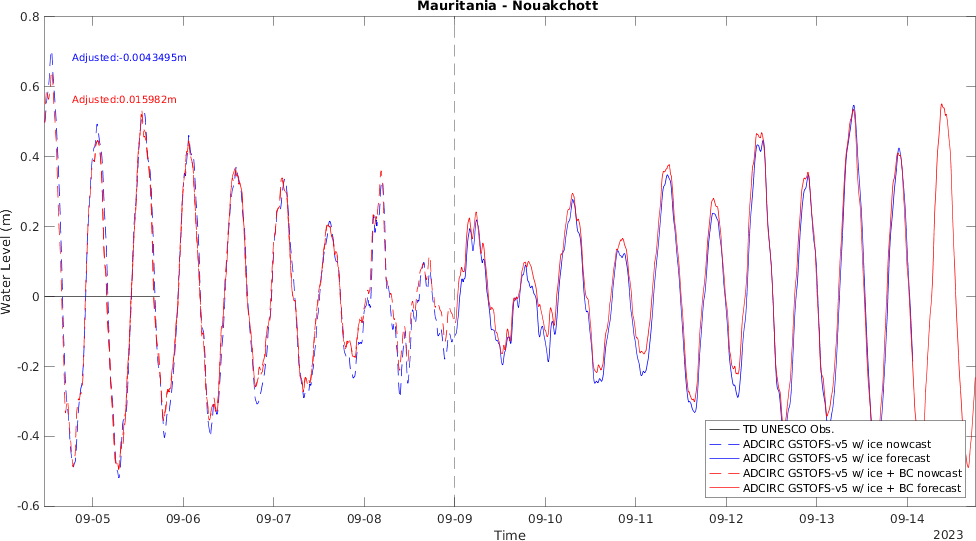 Mauritania - Nouakchott
0.8
Adjusted:-0.0043495m
0.6
Adjusted:0.015982m
0.4
0.2
Water Level (m)
0
-0.2
-0.4
-0.6
TD UNESCO Obs.
ADCIRC GSTOFS-v5 w/ ice nowcast
ADCIRC GSTOFS-v5 w/ ice forecast
ADCIRC GSTOFS-v5 w/ ice + BC nowcast
ADCIRC GSTOFS-v5 w/ ice + BC forecast
09-05 09-06 09-07 09-08 09-09 09-10 09-11 09-12 09-13 09-14
Time
2023